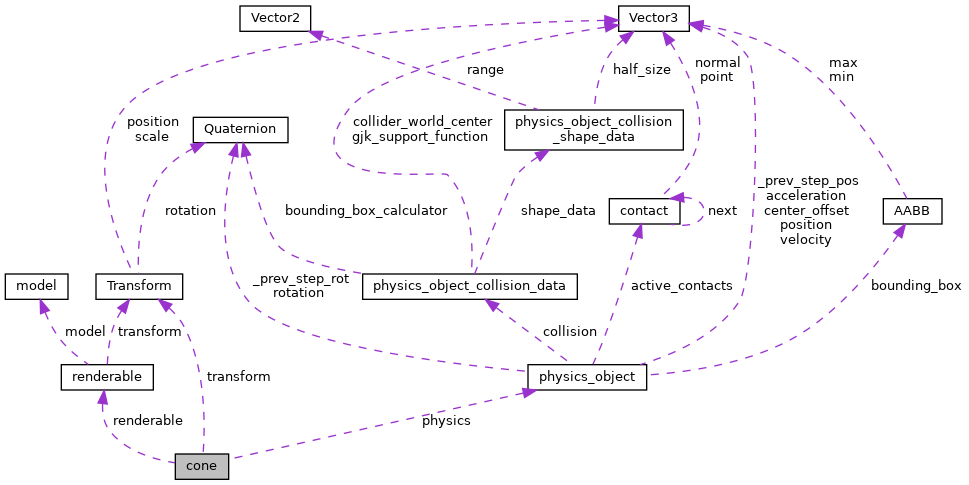 Vector2
Vector3
range
half_size
normal
point
max
min
position
scale
Quaternion
collider_world_center
gjk_support_function
physics_object_collision
_shape_data
rotation
bounding_box_calculator
shape_data
contact
next
_prev_step_pos
acceleration
center_offset
position
velocity
AABB
model
Transform
_prev_step_rot
rotation
physics_object_collision_data
active_contacts
bounding_box
model
transform
collision
renderable
transform
physics_object
renderable
physics
cone